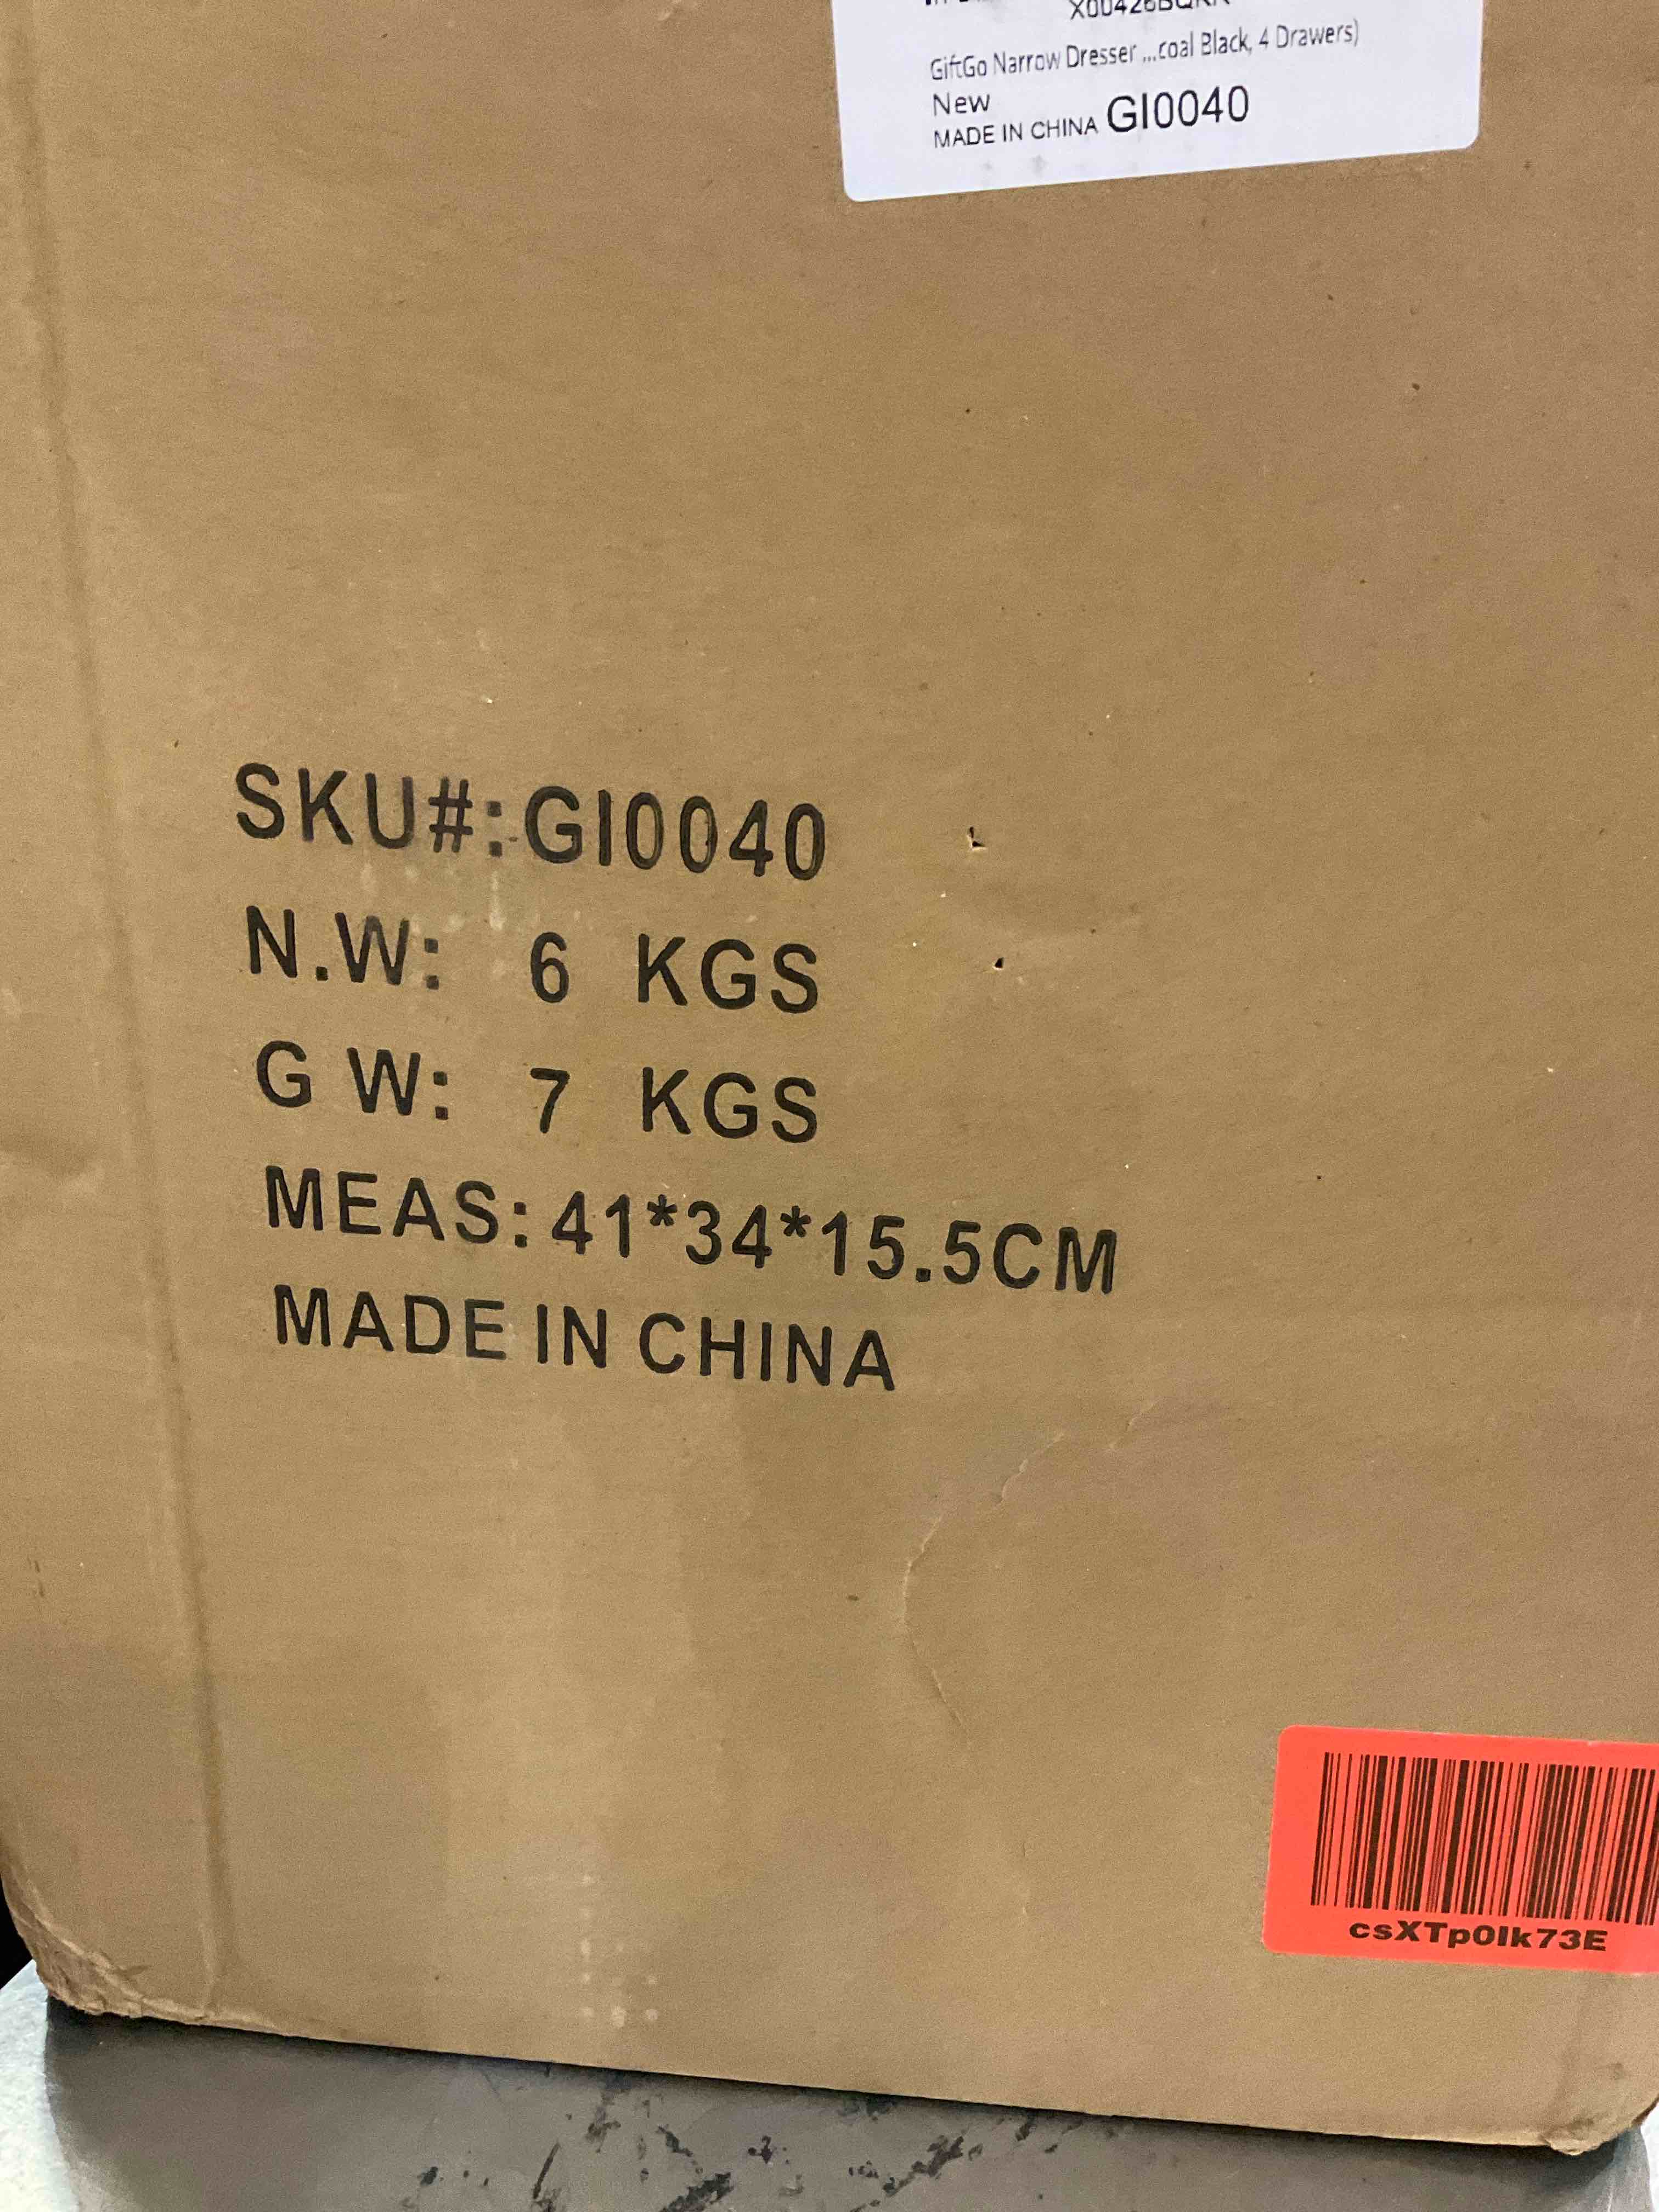 GiftGo Narrow Dresser ...coal Black, 4 Drawers)
New
MADE IN CHINA GI0040
SKU#:GI0040
N.W: 6 KGS
G W: 7 KGS
MEAS:41*34*15.5CM
MADE IN CHINA
csXTp0Ik73E